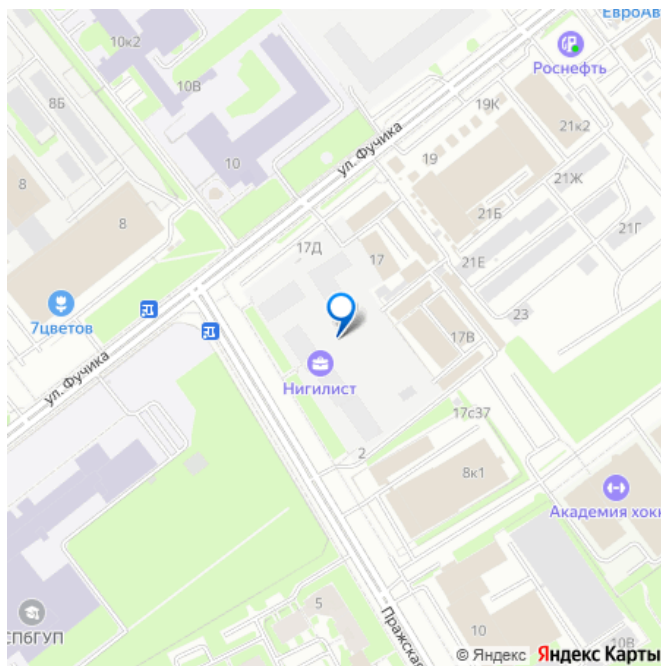 ЕвроАв
10к2
Роснефть
8Б
10В
19К
ул. Фучика
21к2
10
19
8
21Ж
8
21Б
21Г
17Д
17
21Е
7цветов
23
17В
ул. Фучика
Нигилист
17с37
2
8к1
Академия хокк
5
СПбГУП
Пражская
10
10В
© Яндекс Яндекс Карты